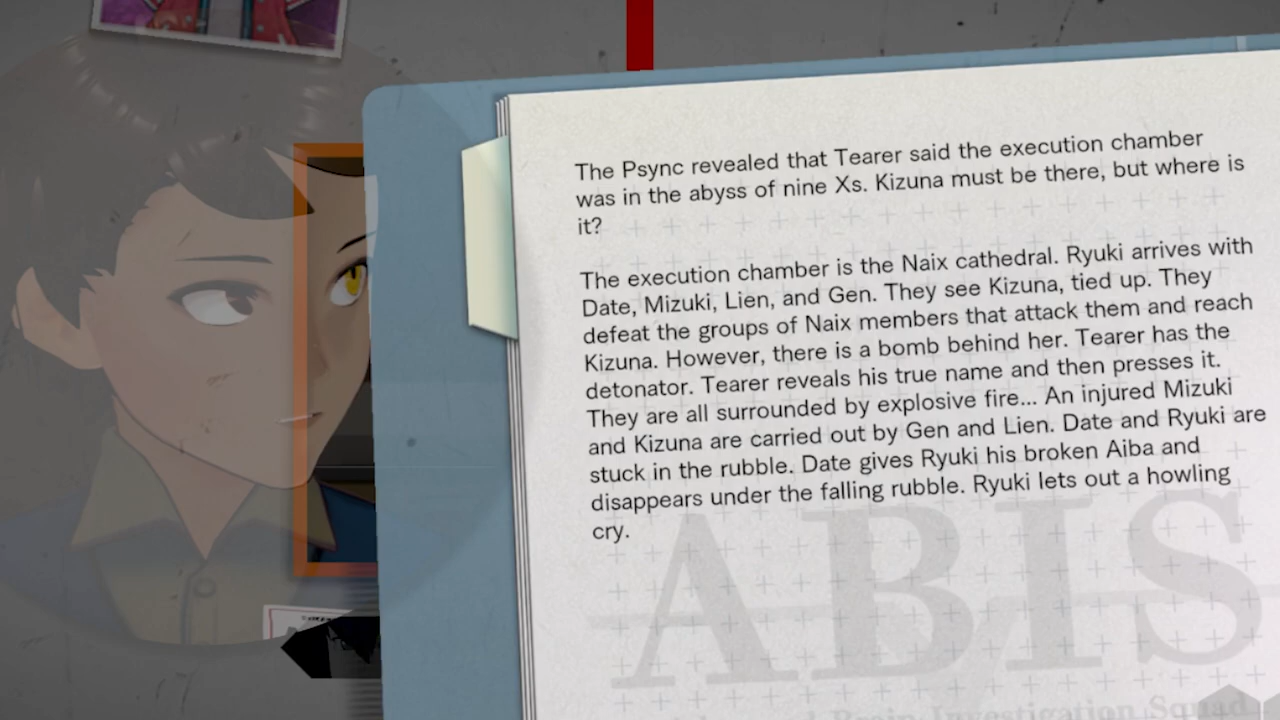 The Psync revealed that Tearer said the execution chamber
was in the abyss of nine Xs. Kizuna must be there, but where is
it?
The execution chamber is the Naix cathedral. Ryuki arrives with
Date, Mizuki, Lien, and Gen. They see Kizuna, tied up. They
defeat the groups of Naix members that attack them and reach
Kizuna. However, there is a bomb behind her. Tearer has the
detonator. Tearer reveals his true name and then presses it.
They are all surrounded by explosive fire... An injured Mizuki
and Kizuna are carried out by Gen and Lien. Date and Ryuki are
stuck in the rubble. Date gives Ryuki his broken Aiba and
disappears under the falling rubble. Ryuki lets out a howling
cry.
ABIS
Brain Investigation Squad